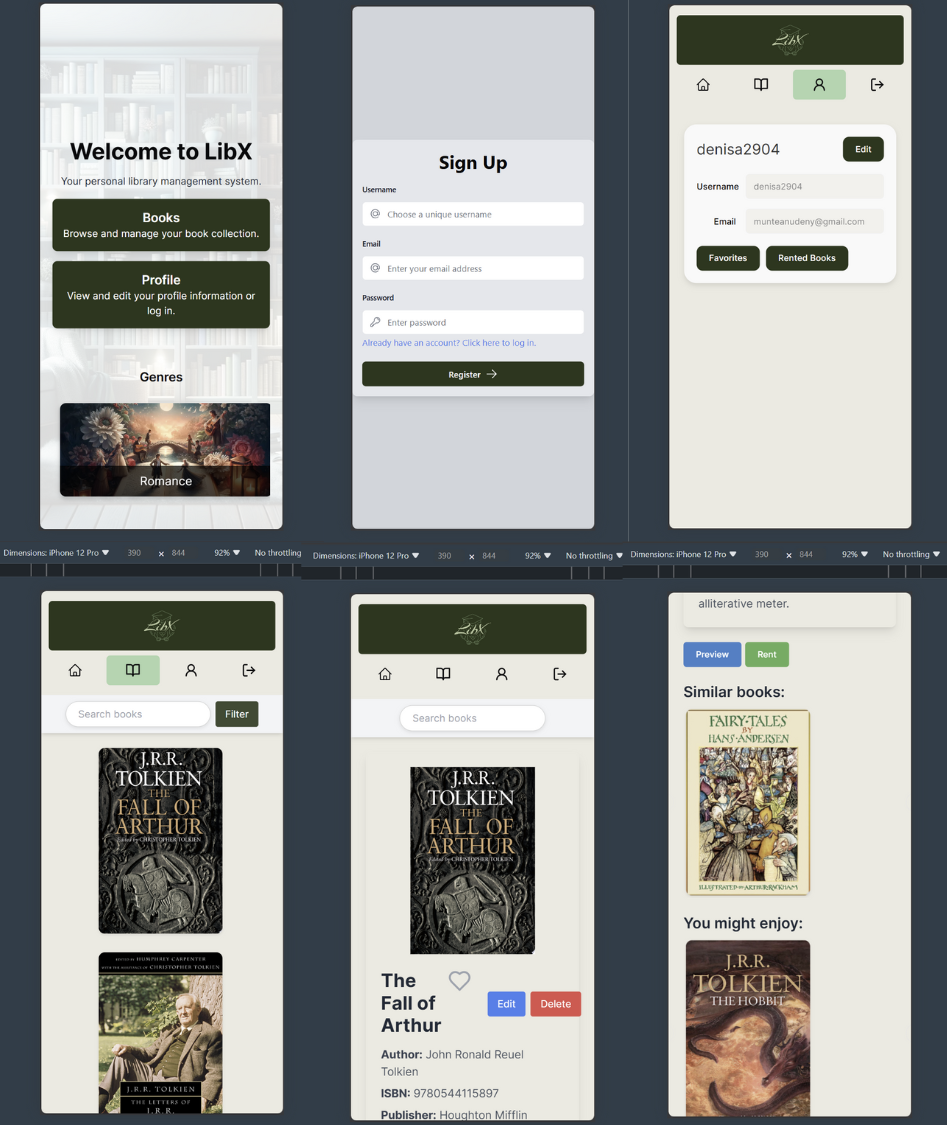 Welcome to LibX
Your personal library management system.
Books
Browse and manage your book collection.
Profile
View and edit your profile information or
log in.
Genres
Romance
Sign Up
Username
Choose a unique username
Email
Enter your email address
Password
Enter password
Already have an account? Click here to log in.
Register
LibX
denisa2904
Edit
Username
denisa2904
Email
munteanudeny@gmail.com
Favorites
Rented Books
Dimensions: iPhone 12 Pro ▼ 390 × 844 92% ▼ No throttling
Dimensions: iPhone 12 Pro ▼ 390 × 844 92% ▼ No throttling ▼
Dimensions: iPhone 12 Pro ▼ 390 × 844 92% ▼ No throttling ▼
LibX
Search books
Filter
J.R.R.
TOLKIEN
THE
FALL OF
ARTHUR
Edited by CHRISTOPHER TOLKIEN
EDITED BY HUMPHREY CARPENTER
WITH THE ASSISTANCE OF CHRISTOPHER TOLKIEN
J.R.R. TOLKIEN
THE LETTERS OF
J.R.R.
LibX
Search books
J.R.R.
TOLKIEN
THE
FALL OF
ARTHUR
Edited by CHRISTOPHER TOLKIEN
The
Fall of
Arthur
Edit
Delete
Author: John Ronald Reuel
Tolkien
ISBN: 9780544115897
Publisher: Houghton Mifflin
alliterative meter.
Preview
Rent
Similar books:
FAIRY·TALES
BY
HANS·ANDERSEN
ILLUSTRATED BY ARTHUR RACKHAM
You might enjoy:
J.R.R.
TOLKIEN
THE HOBBIT